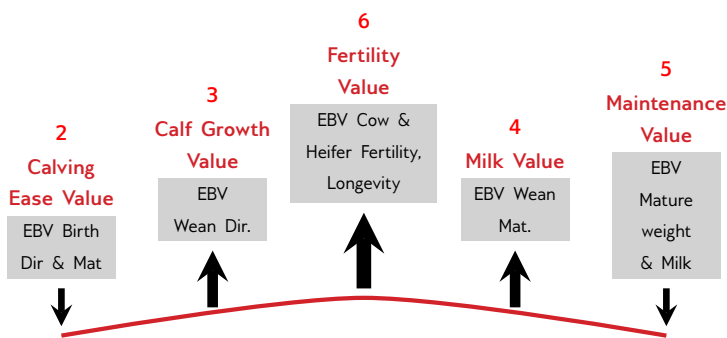 2
Calving
Ease Value
EBV Birth
Dir & Mat
3
Calf Growth
Value
EBV
Wean Dir.
6
Fertility
Value
EBV Cow &
Heifer Fertility,
Longevity
4
Milk Value
EBV Wean
Mat.
5
Maintenance
Value
EBV
Mature
weight
& Milk